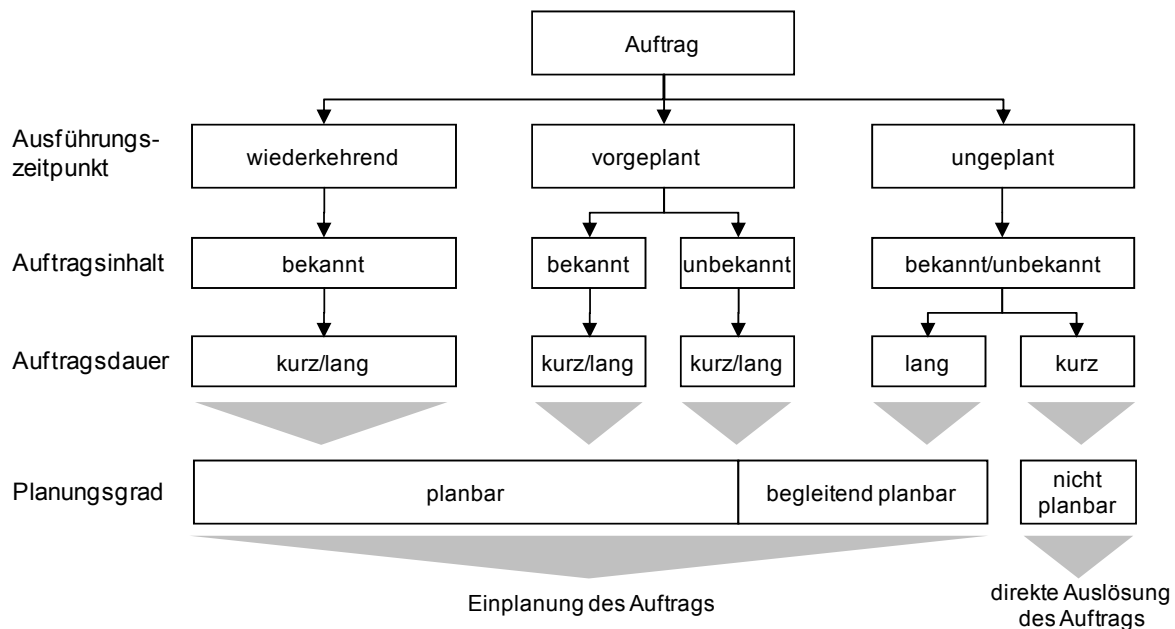 Auftrag
Ausführungs-
zeitpunkt
wiederkehrend
vorgeplant
ungeplant
Auftragsinhalt
bekannt
bekannt
unbekannt
bekannt/unbekannt
Auftragsdauer
kurz/lang
kurz/lang
kurz/lang
lang
kurz
Planungsgrad
planbar
begleitend planbar
nicht
planbar
Einplanung des Auftrags
direkte Auslösung
des Auftrags